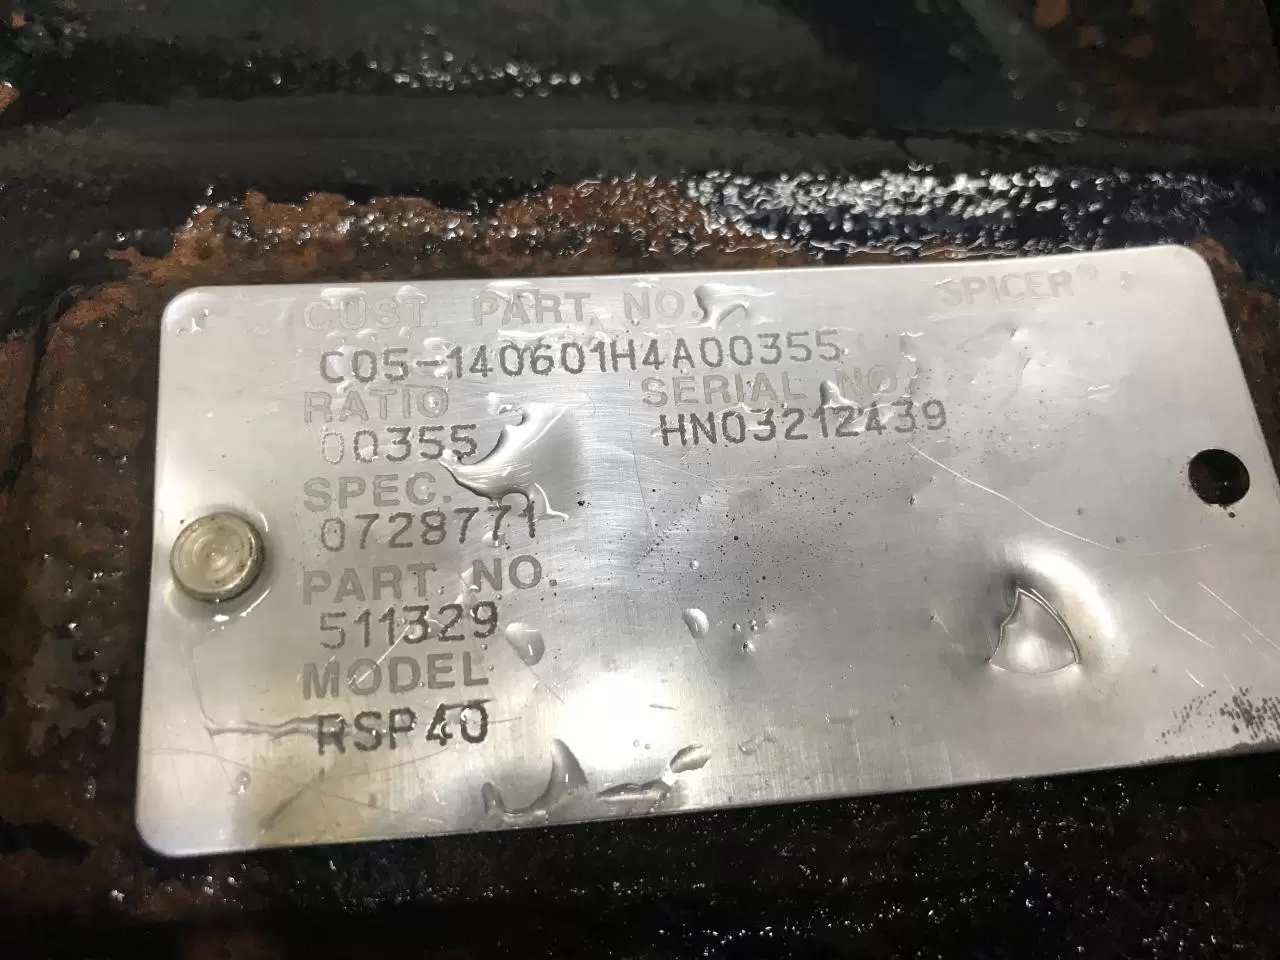 CUST. PART. NO. SPICER®
C05-140601H4A00355
RATIO SERIAL NO.
00355 HN03212439
SPEC.
0728771
PART. NO.
511329
MODEL
RSP40